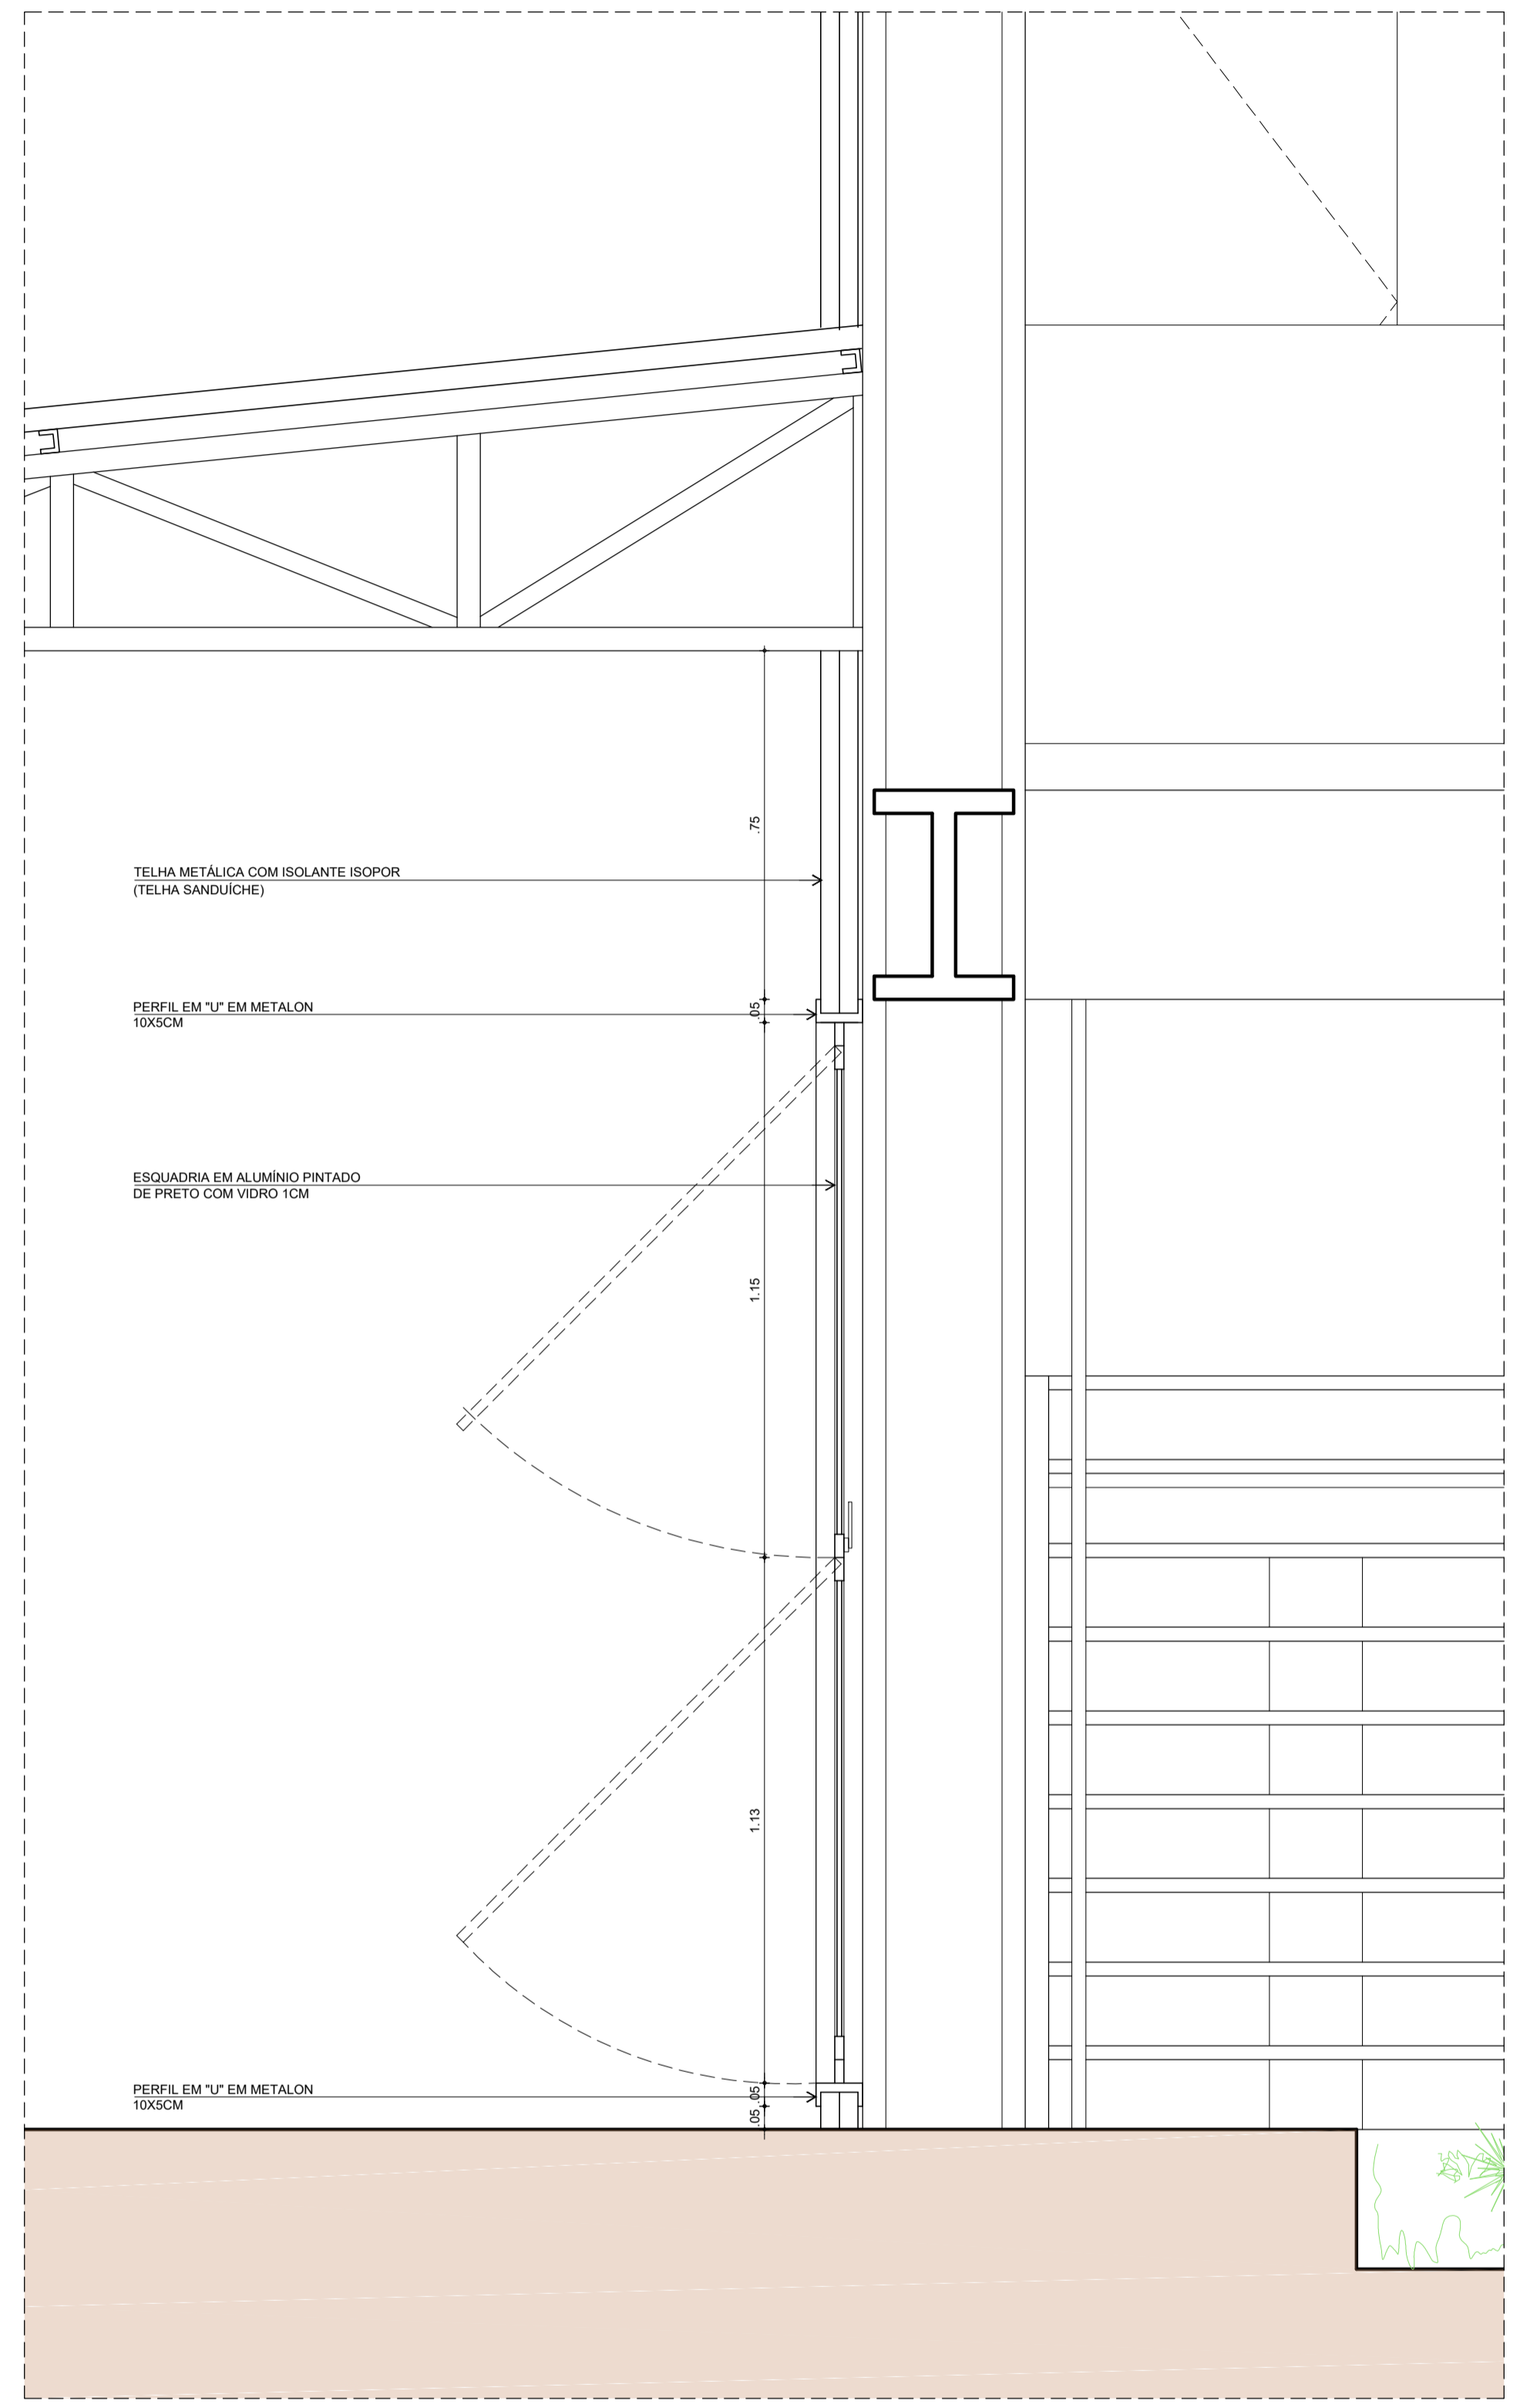 .75
TELHA METÁLICA COM ISOLANTE ISOPOR
(TELHA SANDUÍCHE)
PERFIL EM "U" EM METALON
10X5CM
.05
ESQUADRIA EM ALUMÍNIO PINTADO
DE PRETO COM VIDRO 1CM
1.15
1.13
PERFIL EM "U" EM METALON
10X5CM
.05
.05